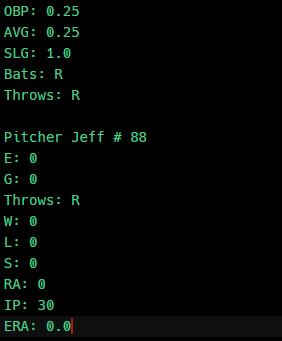 OBP: 0.25
AVG: 0.25
SLG: 1.0
Bats: R
Throws: R
Pitcher Jeff # 88
E: 0
G: 0
Throws: R
W: 0
L: 0
S: 0
RA: 0
IP: 30
ERA: 0.0